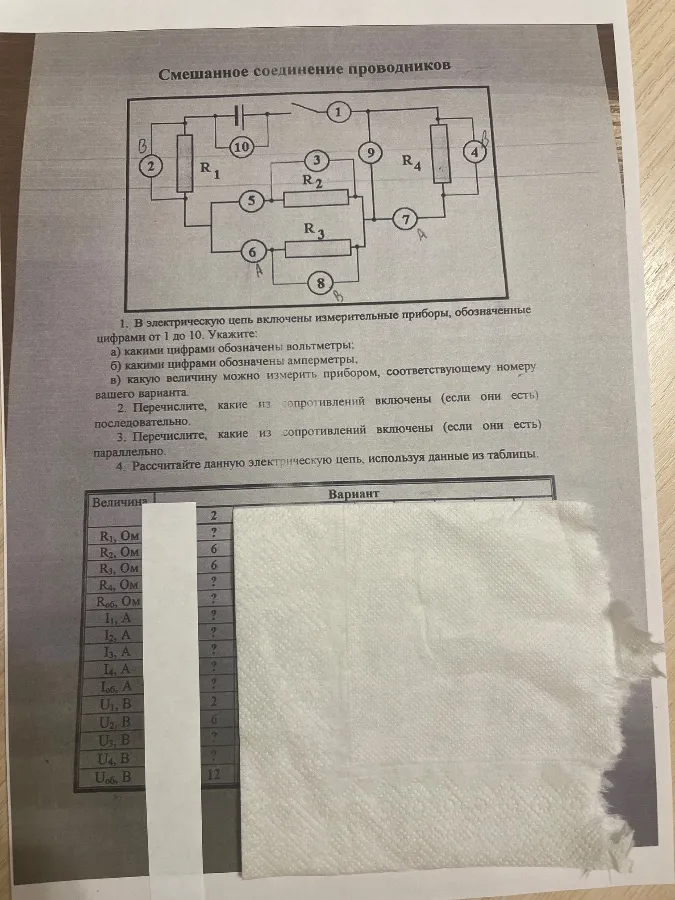 Смешанное соединение проводников
1
В
2
10
3
9
4
В
R1
R2
R4
5
7
А
R3
6
А
8
В
1. В электрическую цепь включены измерительные приборы, обозначенные
цифрами от 1 до 10. Укажите:
а) какими цифрами обозначены вольтметры;
б) какими цифрами обозначены амперметры,
в) какую величину можно измерить прибором, соответствующему номеру
вашего варианта.
2. Перечислите, какие из сопротивлений включены (если они есть)
последовательно.
3. Перечислите, какие из сопротивлений включены (если они есть)
параллельно.
4. Рассчитайте данную электрическую цепь, используя данные из таблицы.
Величина Вариант
2
R1, Ом ?
R2, Ом 6
R3, Ом 6
R4, Ом ?
Rоб, Ом ?
I1, А ?
I2, А ?
I3, А ?
I4, А ?
Iоб, А ?
U1, В 2
U2, В 6
U3, В ?
U4, В ?
Uоб, В 12